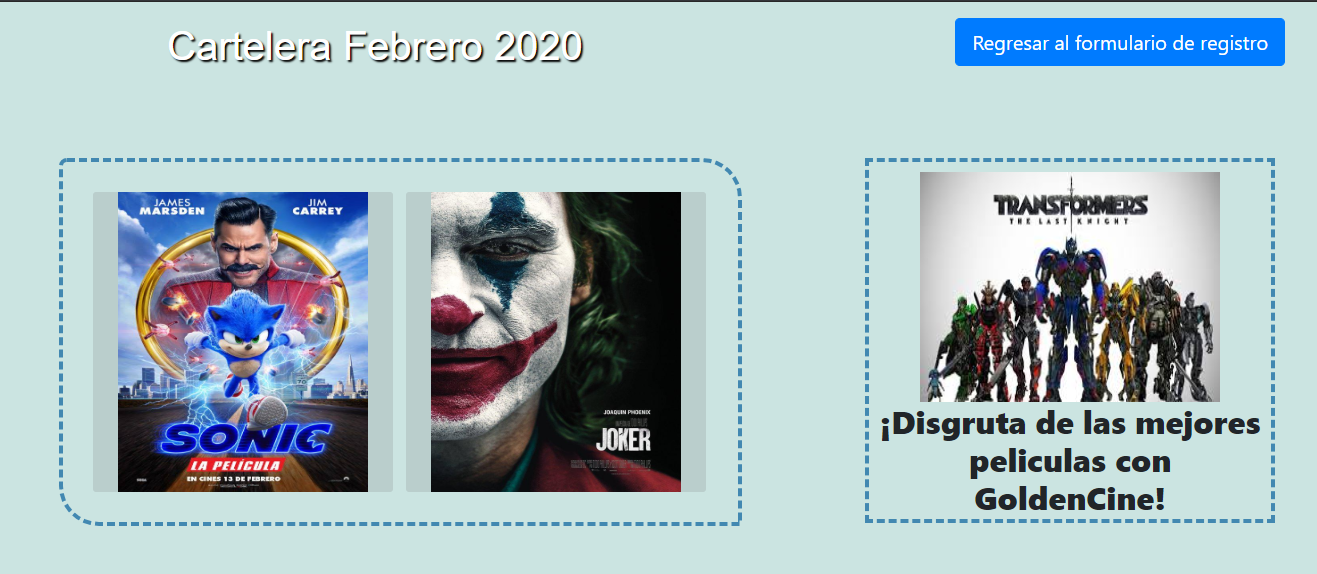 Cartelera Febrero 2020
Regresar al formulario de registro
JAMES
MARSDEN
JIM
CARREY
SONIC
LA PELÍCULA
EN CINES 13 DE FEBRERO
JOAQUIN PHOENIX
JOKER
TRANSFORMERS
THE LAST KNIGHT
¡Disgruta de las mejores
peliculas con
GoldenCine!